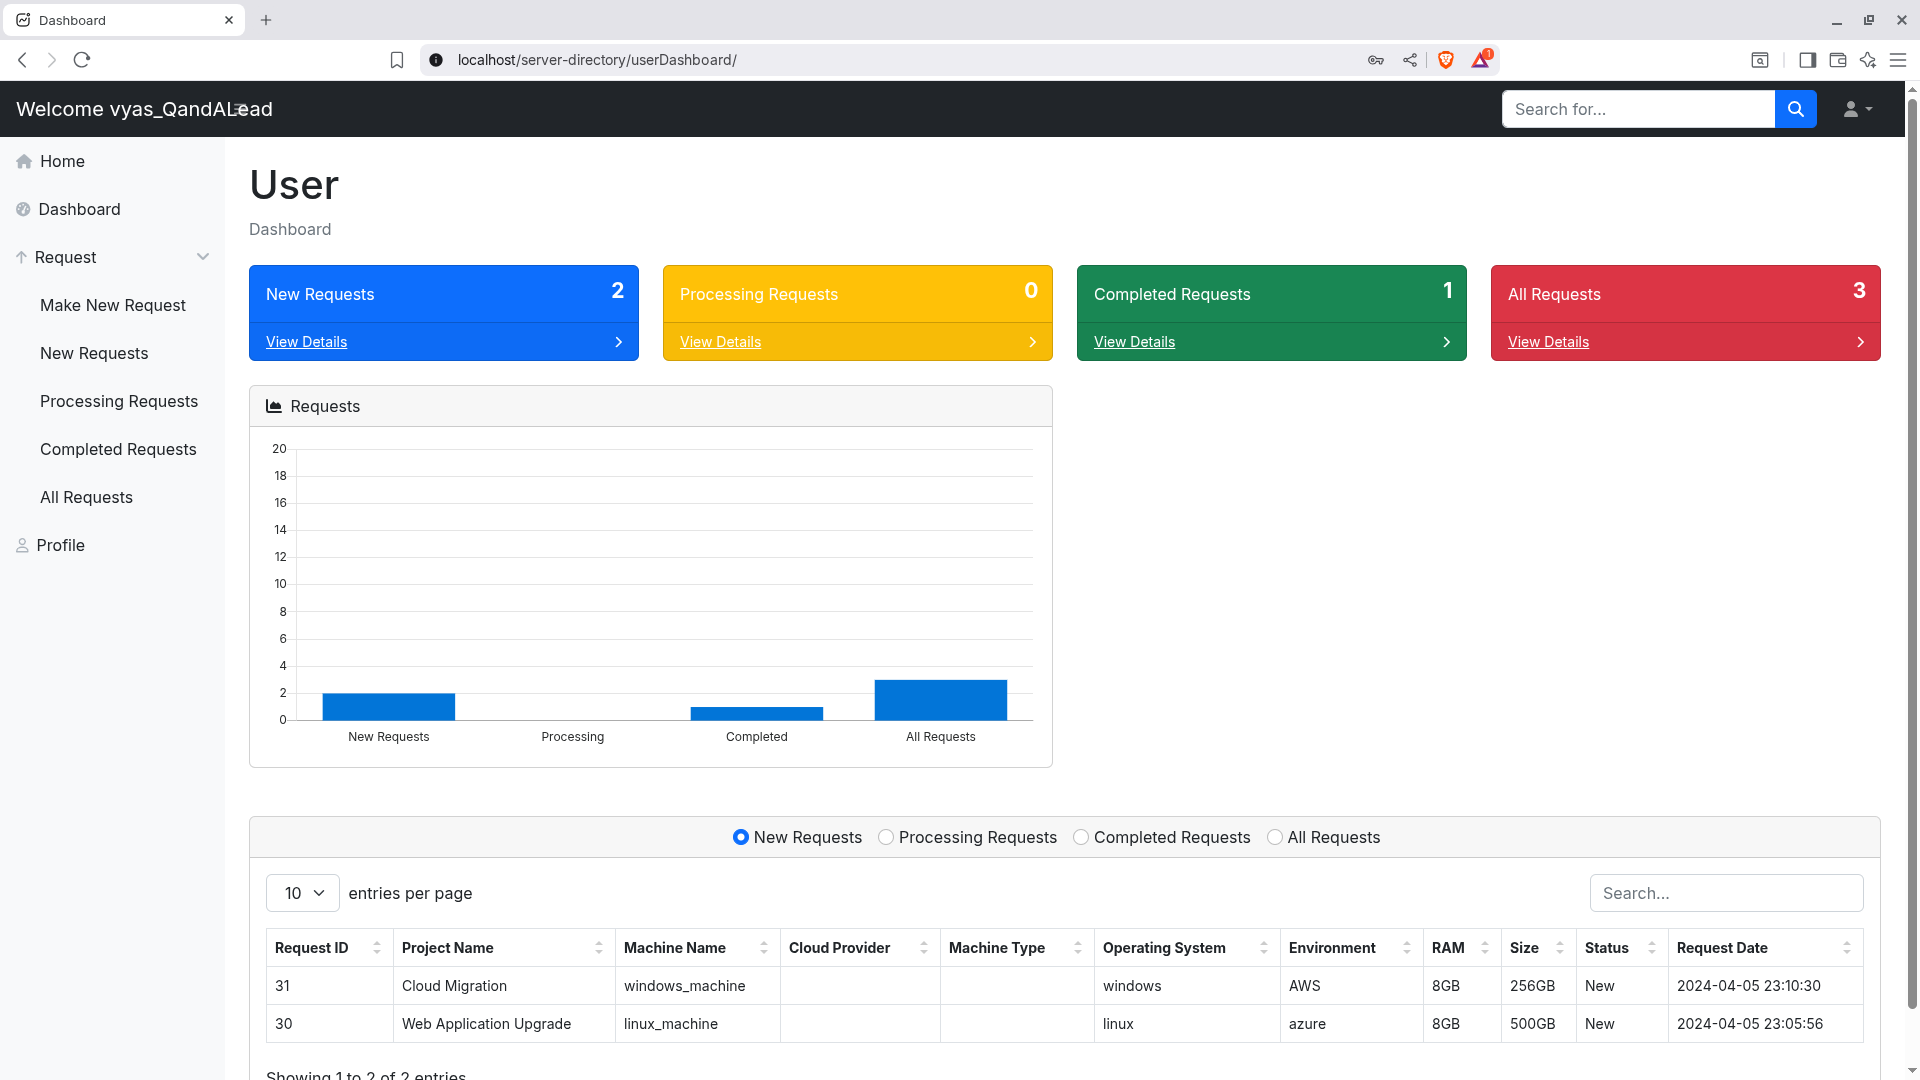 Dashboard
localhost/server-directory/userDashboard/
1
Welcome vyas_QandALead
Search for...
Home
Dashboard
Request
Make New Request
New Requests
Processing Requests
Completed Requests
All Requests
Profile
User
Dashboard
New Requests 2
View Details
Processing Requests 0
View Details
Completed Requests 1
View Details
All Requests 3
View Details
Requests
20
18
16
14
12
10
8
6
4
2
0
New Requests Processing Completed All Requests
New Requests Processing Requests Completed Requests All Requests
10 entries per page Search...
Request ID Project Name Machine Name Cloud Provider Machine Type Operating System Environment RAM Size Status Request Date
31 Cloud Migration windows_machine windows AWS 8GB 256GB New 2024-04-05 23:10:30
30 Web Application Upgrade linux_machine linux azure 8GB 500GB New 2024-04-05 23:05:56
Showing 1 to 2 of 2 entries